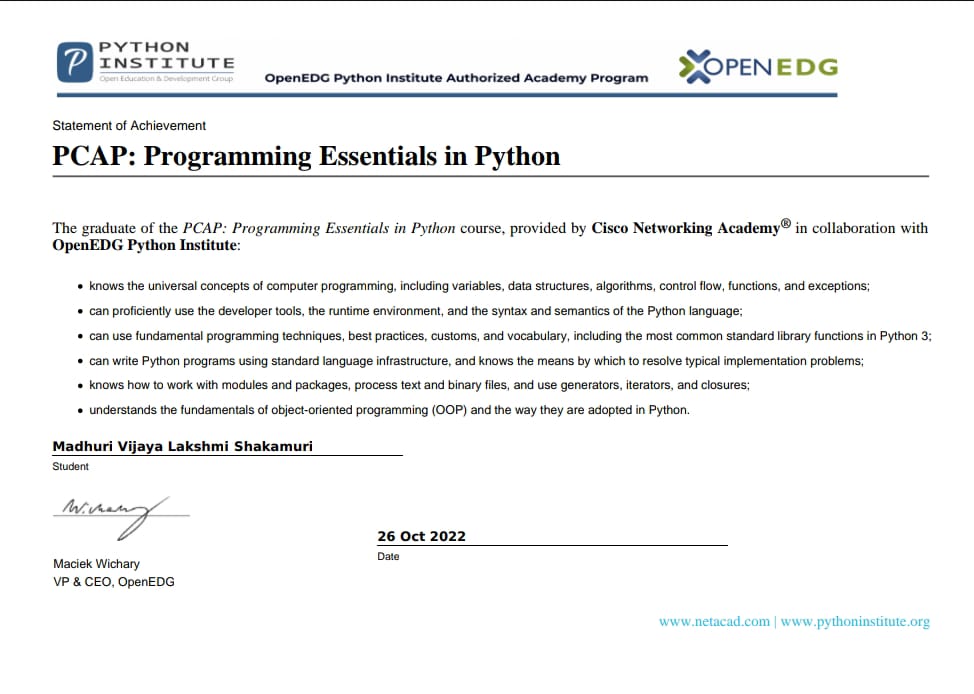 PYTHON
INSTITUTE
Open Education & Development Group
OpenEDG Python Institute Authorized Academy Program
OPENEDG
Statement of Achievement
PCAP: Programming Essentials in Python
The graduate of the PCAP: Programming Essentials in Python course, provided by Cisco Networking Academy® in collaboration with
OpenEDG Python Institute:
• knows the universal concepts of computer programming, including variables, data structures, algorithms, control flow, functions, and exceptions;
• can proficiently use the developer tools, the runtime environment, and the syntax and semantics of the Python language;
• can use fundamental programming techniques, best practices, customs, and vocabulary, including the most common standard library functions in Python 3;
• can write Python programs using standard language infrastructure, and knows the means by which to resolve typical implementation problems;
• knows how to work with modules and packages, process text and binary files, and use generators, iterators, and closures;
• understands the fundamentals of object-oriented programming (OOP) and the way they are adopted in Python.
Madhuri Vijaya Lakshmi Shakamuri
Student
W.chary
26 Oct 2022
Date
Maciek Wichary
VP & CEO, OpenEDG
www.netacad.com | www.pythoninstitute.org